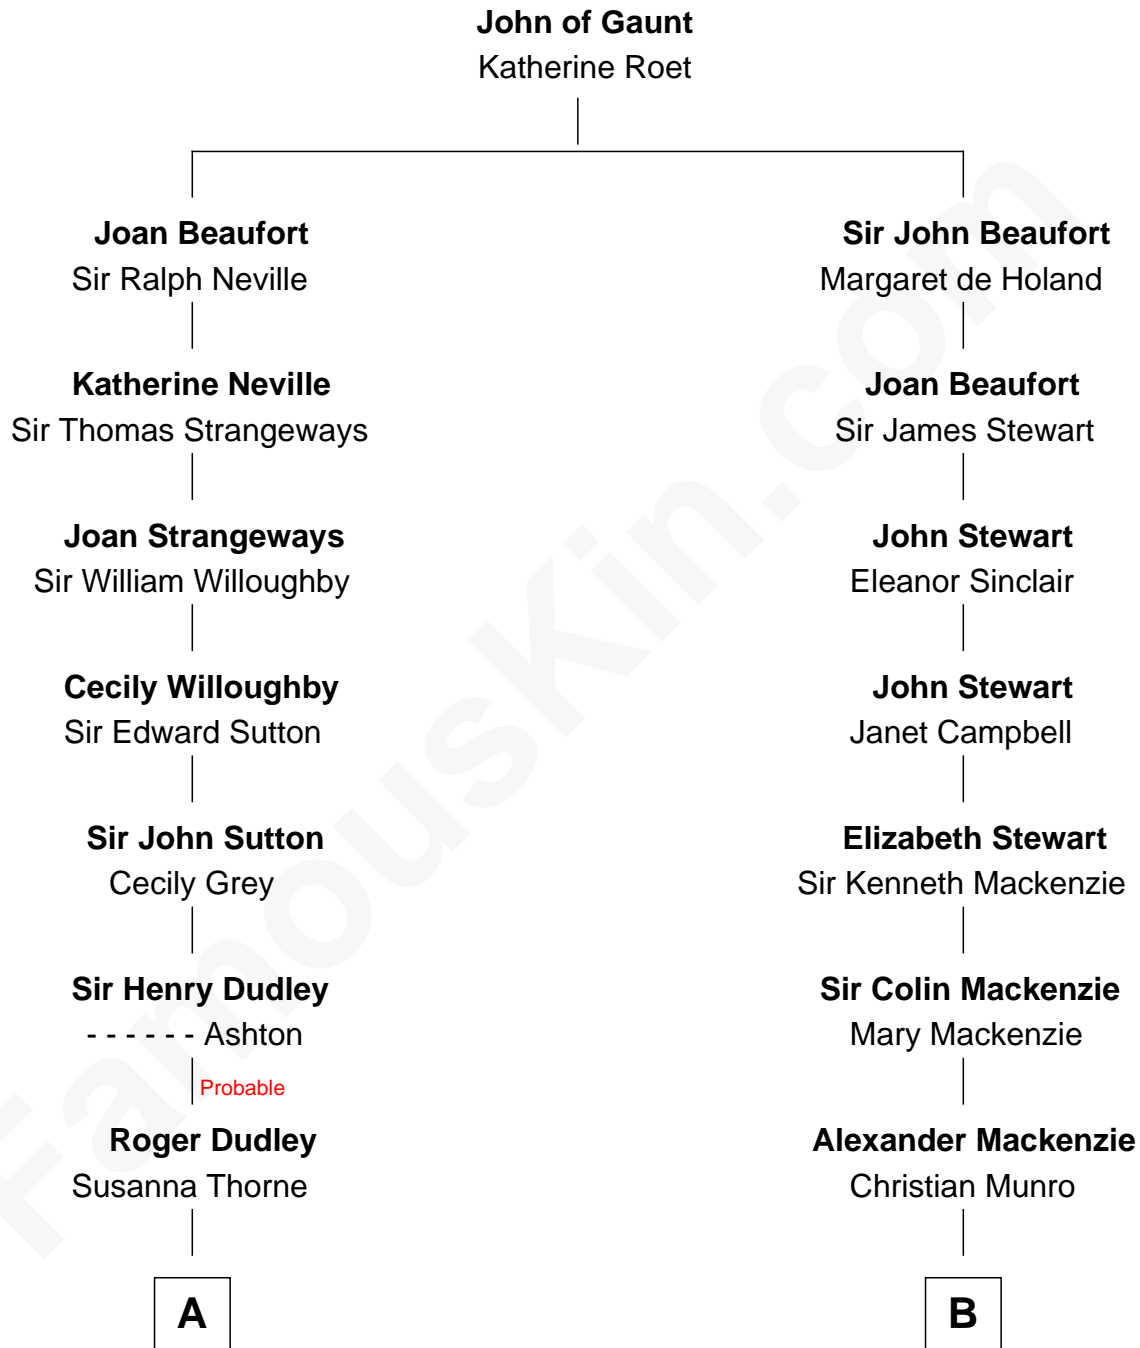 John of Gaunt
Katherine Roet
Joan Beaufort
Sir Ralph Neville
Katherine Neville
Sir Thomas Strangeways
Joan Strangeways
Sir William Willoughby
Cecily Willoughby
Sir Edward Sutton
Sir John Sutton
Cecily Grey
Sir Henry Dudley
- - - - - - Ashton
Probable
Roger Dudley
Susanna Thorne
A
Sir John Beaufort
Margaret de Holand
Joan Beaufort
Sir James Stewart
John Stewart
Eleanor Sinclair
John Stewart
Janet Campbell
Elizabeth Stewart
Sir Kenneth Mackenzie
Sir Colin Mackenzie
Mary Mackenzie
Alexander Mackenzie
Christian Munro
B
FamousKin.com